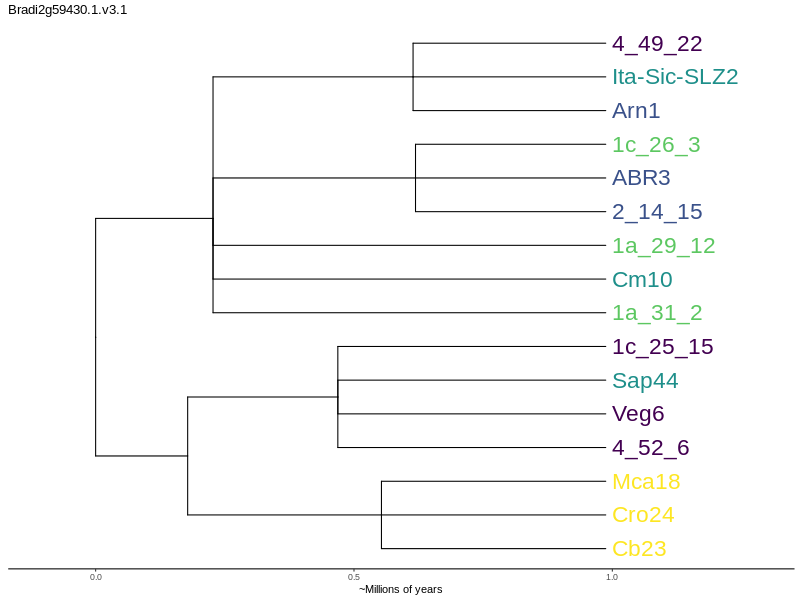 Bradi2g59430.1.v3.1
4_49_22
Ita-Sic-SLZ2
Arn1
1c_26_3
ABR3
2_14_15
1a_29_12
Cm10
1a_31_2
1c_25_15
Sap44
Veg6
4_52_6
Mca18
Cro24
Cb23
0.0 0.5 1.0
~Millions of years